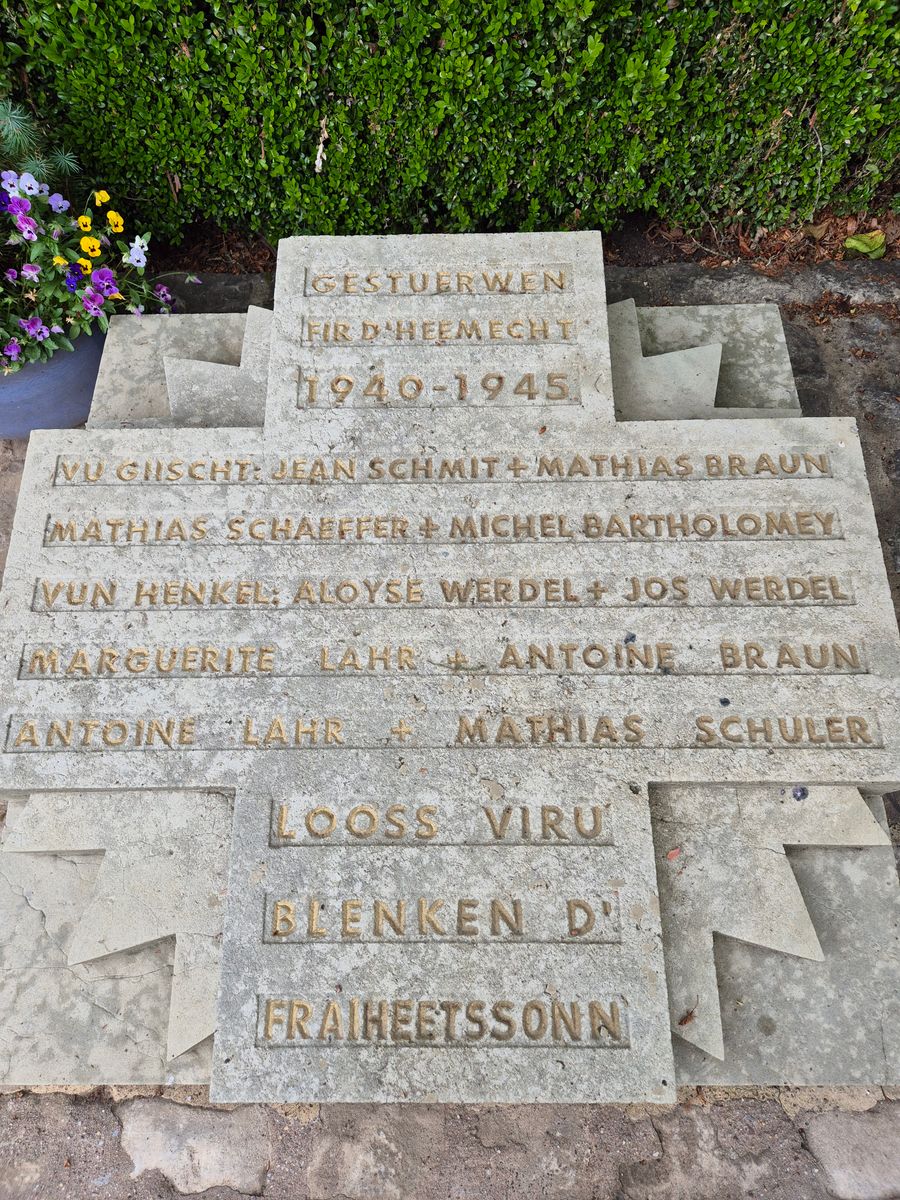 GESTUERWEN
FIR D'HEEMECHT
1940-1945
VU GIISCHT: JEAN SCHMIT + MATHIAS BRAUN
MATHIAS SCHAEFFER + MICHEL BARTHOLOMEY
VUN HENKEL: ALOYSE WERDEL + JOS WERDEL
MARGUERITE LAHR + ANTOINE BRAUN
ANTOINE LAHR + MATHIAS SCHULER
LOOSS VIRU
BLENKEN D'
FRAIHEETSSONN